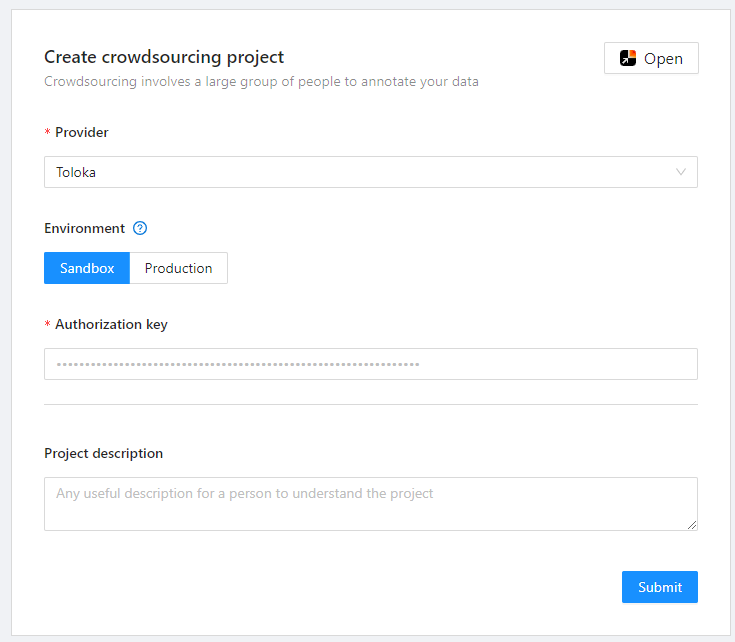 Create crowdsourcing project
Open
Crowdsourcing involves a large group of people to annotate your data
* Provider
Toloka
Environment ?
Sandbox Production
* Authorization key
Project description
Any useful description for a person to understand the project
Submit